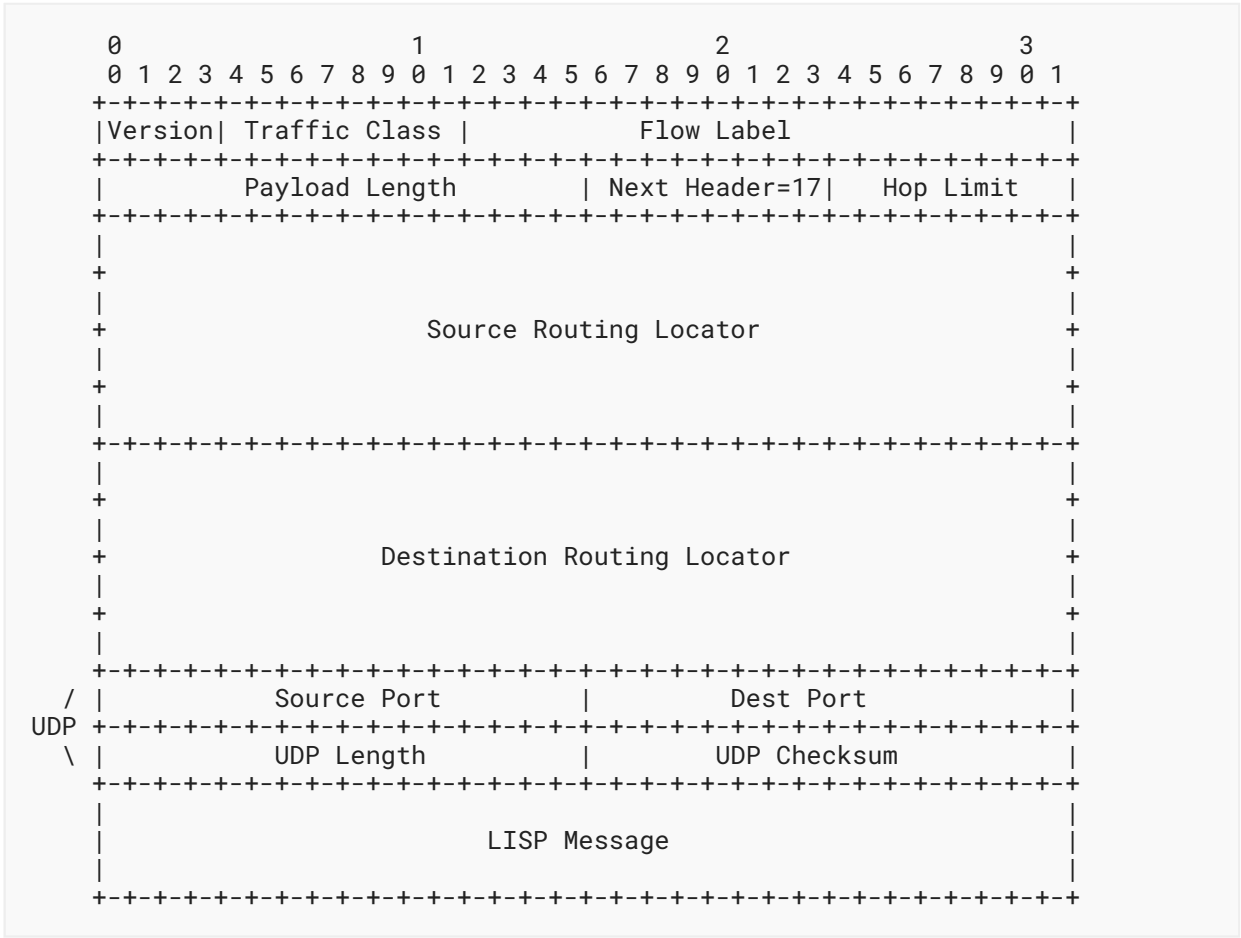 0                   1                   2                   3
 0 1 2 3 4 5 6 7 8 9 0 1 2 3 4 5 6 7 8 9 0 1 2 3 4 5 6 7 8 9 0 1
+-+-+-+-+-+-+-+-+-+-+-+-+-+-+-+-+-+-+-+-+-+-+-+-+-+-+-+-+-+-+-+-+
|Version| Traffic Class |           Flow Label                  |
+-+-+-+-+-+-+-+-+-+-+-+-+-+-+-+-+-+-+-+-+-+-+-+-+-+-+-+-+-+-+-+-+
|         Payload Length        | Next Header=17|   Hop Limit   |
+-+-+-+-+-+-+-+-+-+-+-+-+-+-+-+-+-+-+-+-+-+-+-+-+-+-+-+-+-+-+-+-+
|                                                               |
+                                                               +
|                                                               |
+                     Source Routing Locator                    +
|                                                               |
+                                                               +
|                                                               |
+-+-+-+-+-+-+-+-+-+-+-+-+-+-+-+-+-+-+-+-+-+-+-+-+-+-+-+-+-+-+-+-+
|                                                               |
+                                                               +
|                                                               |
+                  Destination Routing Locator                  +
|                                                               |
+                                                               +
|                                                               |
+-+-+-+-+-+-+-+-+-+-+-+-+-+-+-+-+-+-+-+-+-+-+-+-+-+-+-+-+-+-+-+-+
/ |           Source Port         |         Dest Port             |
UDP +-+-+-+-+-+-+-+-+-+-+-+-+-+-+-+-+-+-+-+-+-+-+-+-+-+-+-+-+-+-+-+-+
\ |           UDP Length          |        UDP Checksum           |
+-+-+-+-+-+-+-+-+-+-+-+-+-+-+-+-+-+-+-+-+-+-+-+-+-+-+-+-+-+-+-+-+
|                                                               |
|                         LISP Message                          |
|                                                               |
+-+-+-+-+-+-+-+-+-+-+-+-+-+-+-+-+-+-+-+-+-+-+-+-+-+-+-+-+-+-+-+-+